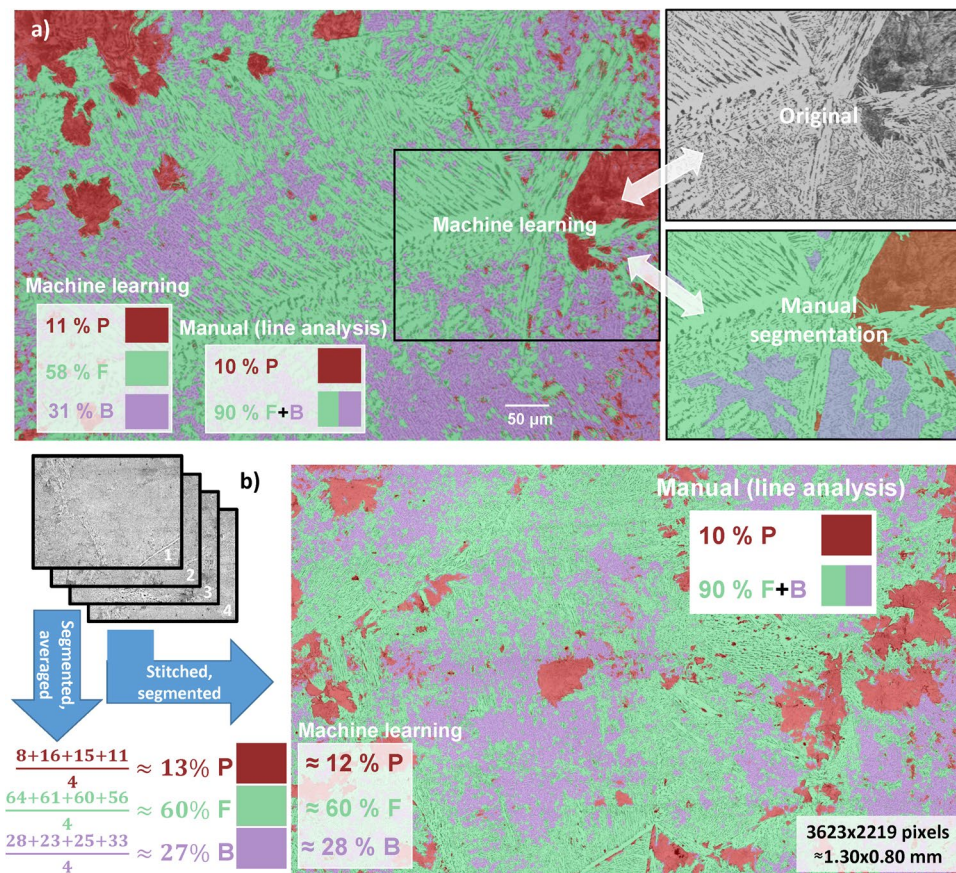 a)
Original
Machine learning
Manual
segmentation
Machine learning
11 % P
58 % F
31 % B
Manual (line analysis)
10 % P
90 % F+B
50 µm
b)
1
2
3
4
Segmented,
averaged
Stitched,
segmented
8+16+15+11
4
≈ 13% P
64+61+60+56
4
≈ 60% F
28+23+25+33
4
≈ 27% B
Manual (line analysis)
10 % P
90 % F+B
Machine learning
≈ 12 % P
≈ 60 % F
≈ 28 % B
3623x2219 pixels
≈1.30x0.80 mm